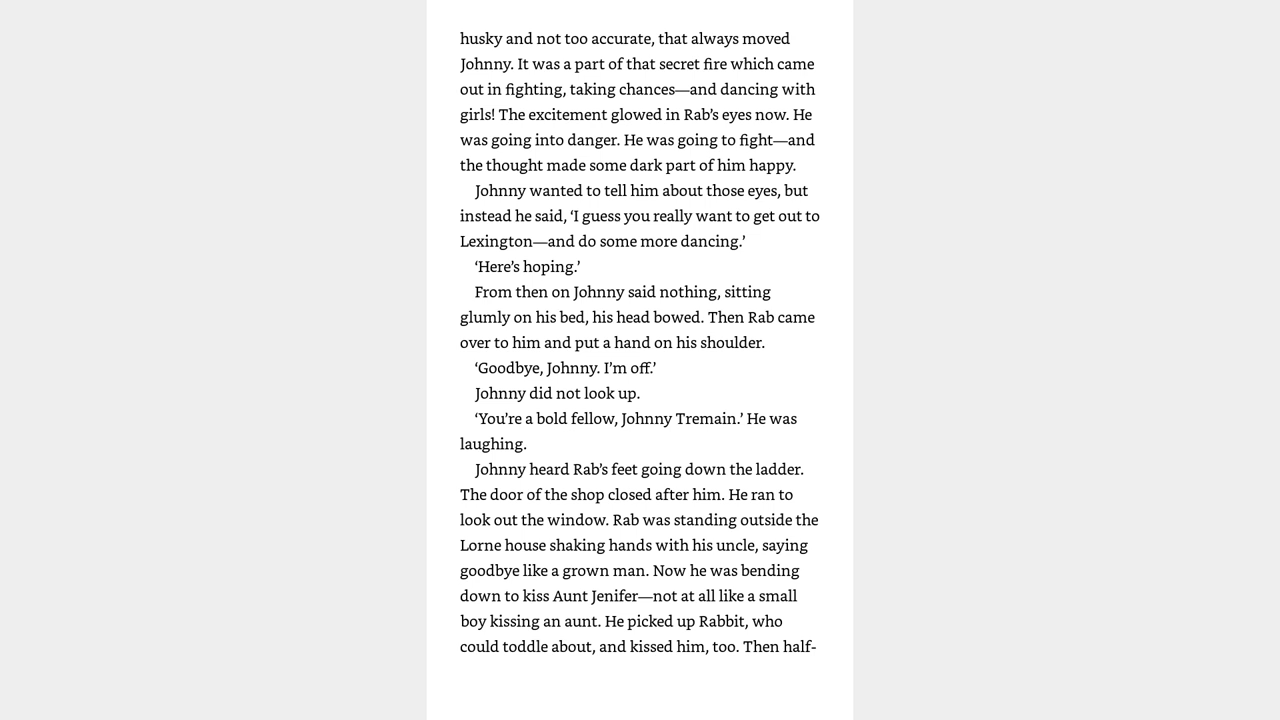 husky and not too accurate, that always moved
Johnny. It was a part of that secret fire which came
out in fighting, taking chances—and dancing with
girls! The excitement glowed in Rab’s eyes now. He
was going into danger. He was going to fight—and
the thought made some dark part of him happy.
Johnny wanted to tell him about those eyes, but
instead he said, ‘I guess you really want to get out to
Lexington—and do some more dancing.’
‘Here’s hoping.’
From then on Johnny said nothing, sitting
glumly on his bed, his head bowed. Then Rab came
over to him and put a hand on his shoulder.
‘Goodbye, Johnny. I’m off.’
Johnny did not look up.
‘You’re a bold fellow, Johnny Tremain.’ He was
laughing.
Johnny heard Rab’s feet going down the ladder.
The door of the shop closed after him. He ran to
look out the window. Rab was standing outside the
Lorne house shaking hands with his uncle, saying
goodbye like a grown man. Now he was bending
down to kiss Aunt Jenifer—not at all like a small
boy kissing an aunt. He picked up Rabbit, who
could toddle about, and kissed him, too. Then half-